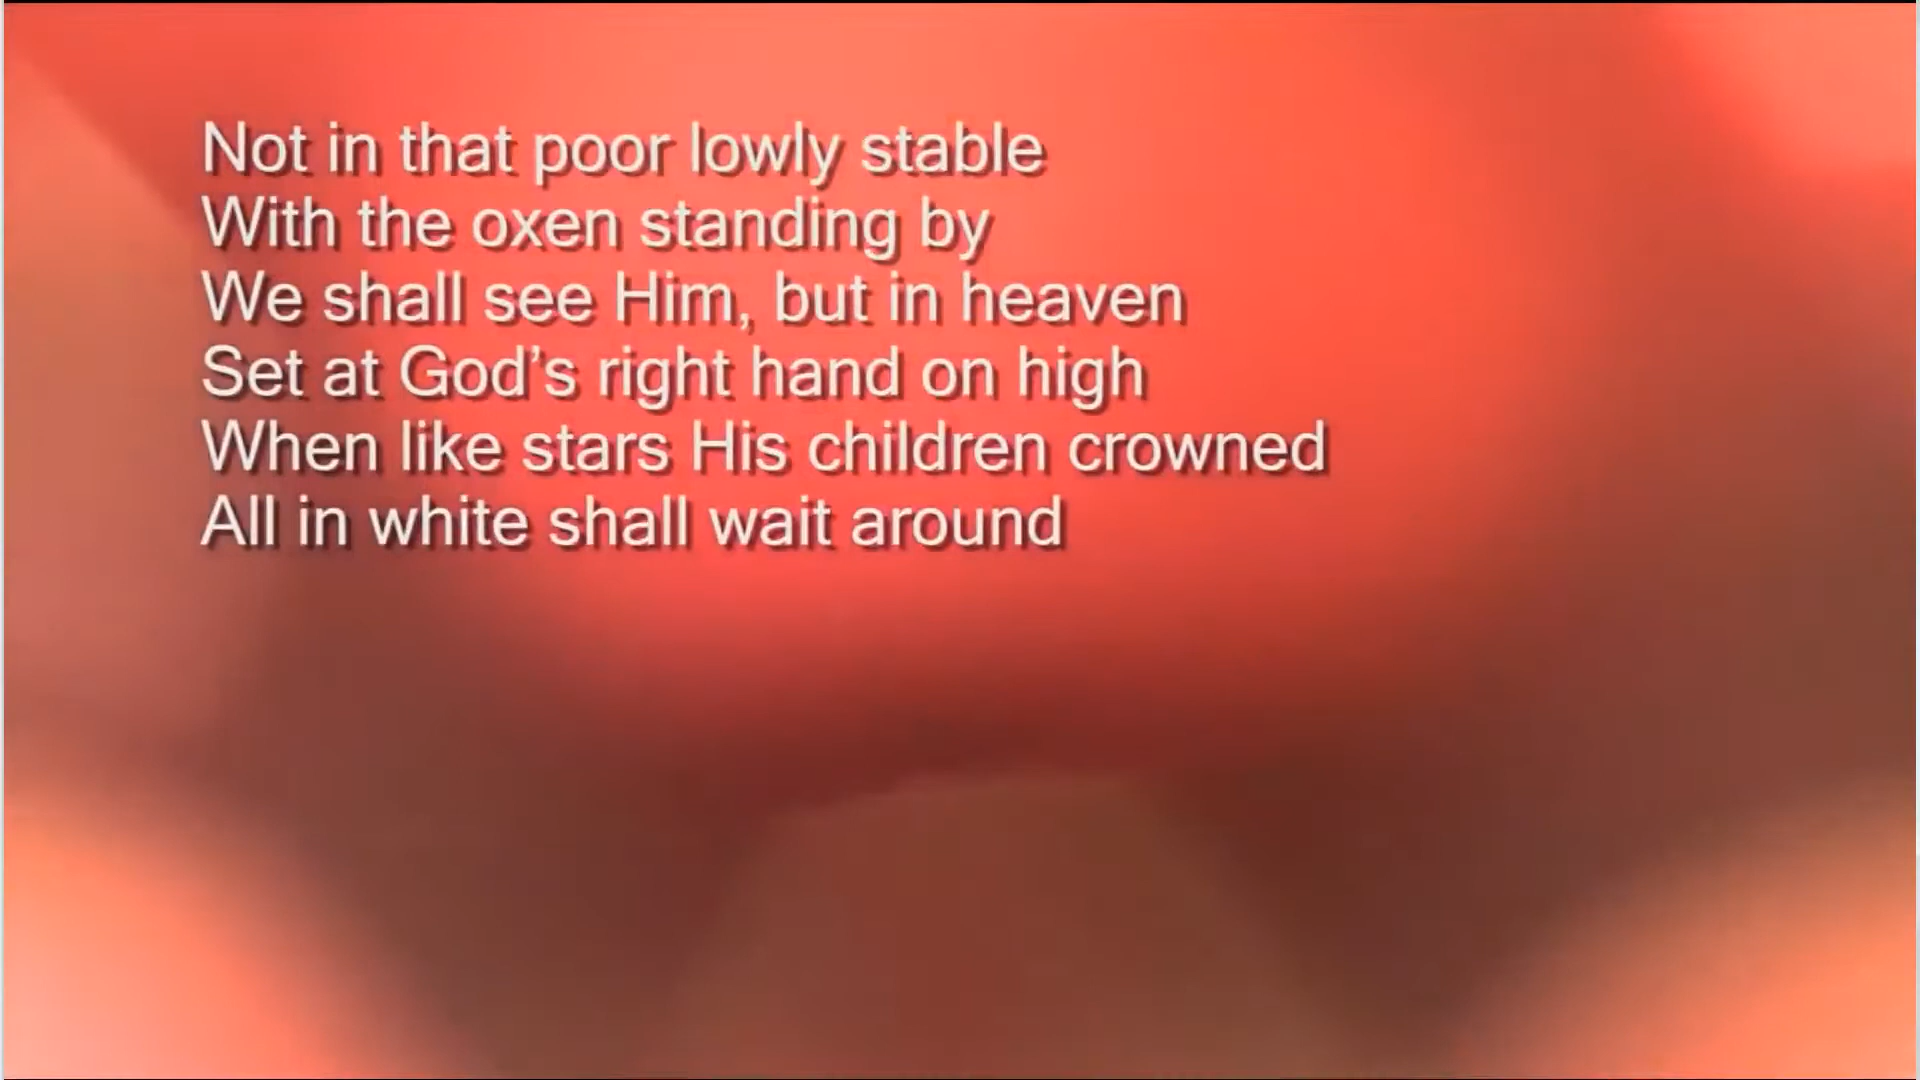 Not in that poor lowly stable
With the oxen standing by
We shall see Him, but in heaven
Set at God’s right hand on high
When like stars His children crowned
All in white shall wait around